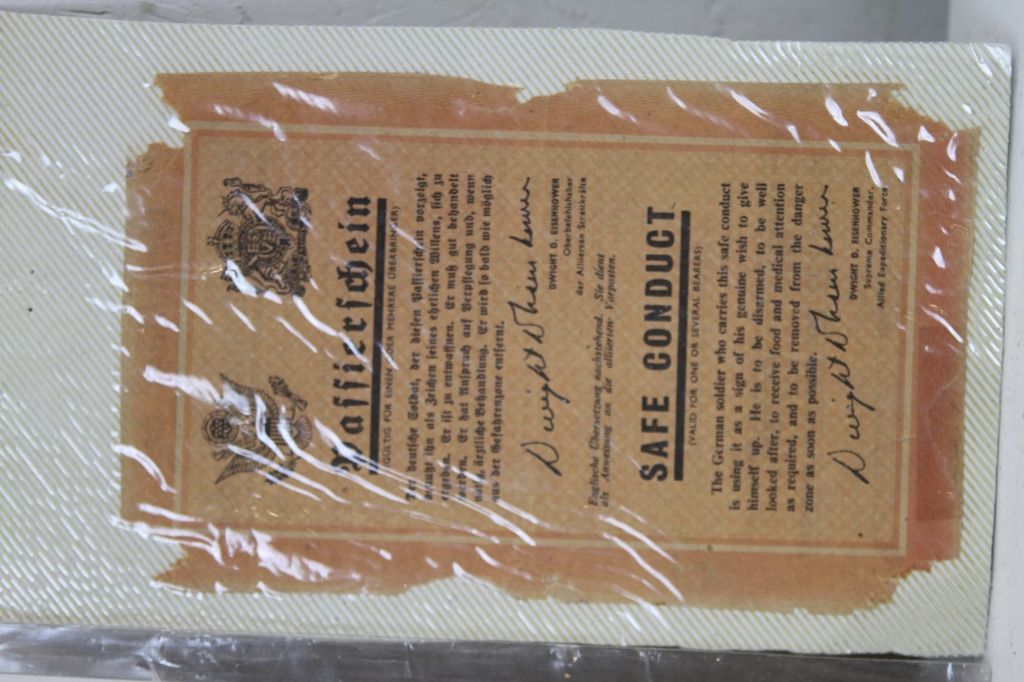 Passierschein
(GÜLTIG FÜR EINEN ODER MEHRERE ÜBERBRINGER)
Der deutsche Soldat, der diesen Passierschein vorzeigt,
benutzt ihn als Zeichen seines ehrlichen Willens, sich zu
ergeben. Er ist zu entwaffnen. Er muß gut behandelt
werden. Er hat Anspruch auf Verpflegung und, wenn
nötig, ärztliche Behandlung. Er wird so bald wie möglich
aus der Gefahrenzone entfernt.
Dwight D Eisenhower
DWIGHT D. EISENHOWER
Oberbefehlshaber
der Alliierten Streitkräfte
Englische Übersetzung nachstehend. Sie dient
als Anweisung an die alliierten Vorposten.
SAFE CONDUCT
(VALID FOR ONE OR SEVERAL BEARERS)
The German soldier who carries this safe conduct
is using it as a sign of his genuine wish to give
himself up. He is to be disarmed, to be well
looked after, to receive food and medical attention
as required, and to be removed from the danger
zone as soon as possible.
Dwight D Eisenhower
DWIGHT D. EISENHOWER
Supreme Commander,
Allied Expeditionary Force